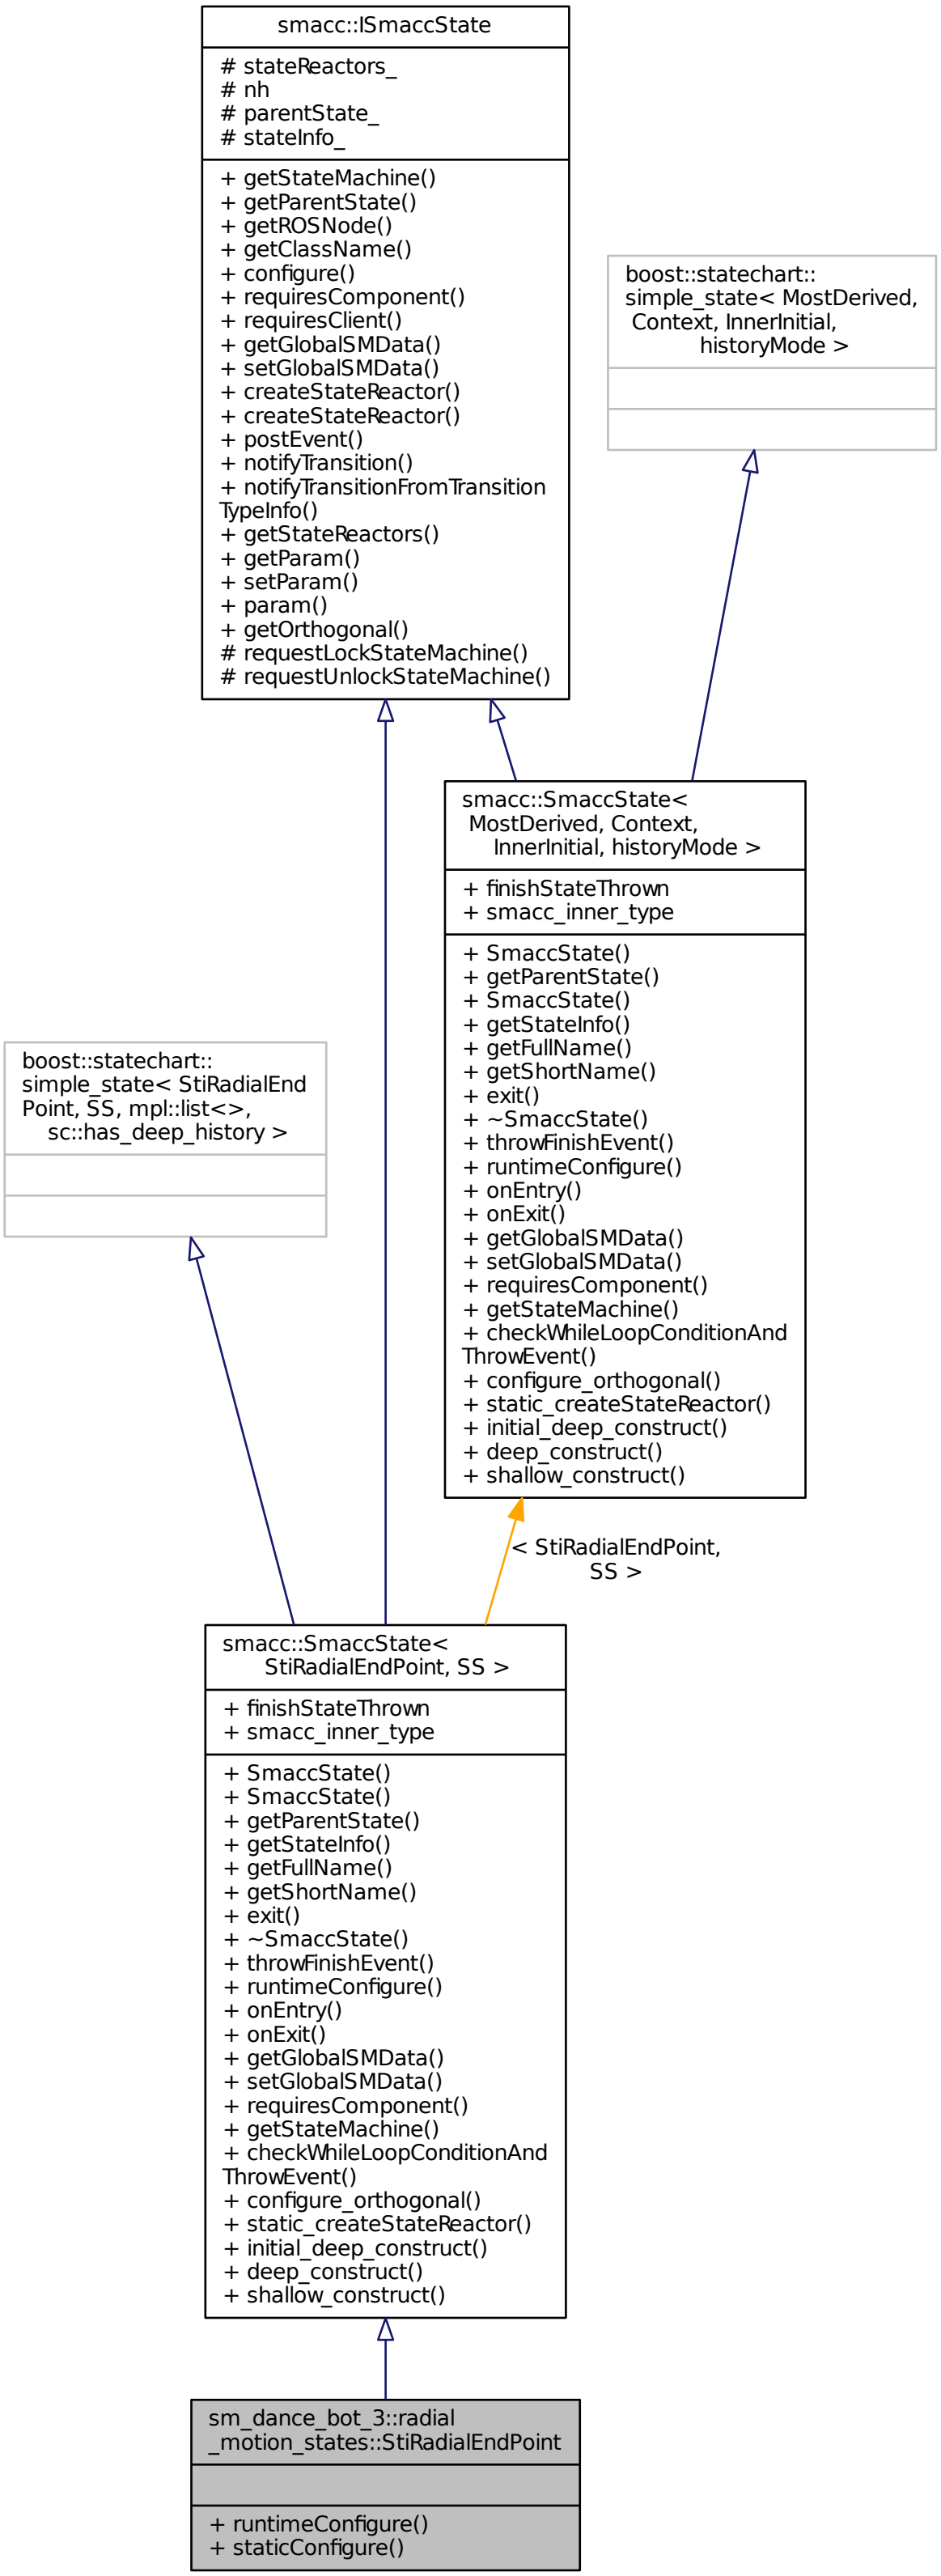 smacc::ISmaccState
# stateReactors_
# nh
# parentState_
# stateInfo_
+ getStateMachine()
+ getParentState()
+ getROSNode()
+ getClassName()
+ configure()
+ requiresComponent()
+ requiresClient()
+ getGlobalSMData()
+ setGlobalSMData()
+ createStateReactor()
+ createStateReactor()
+ postEvent()
+ notifyTransition()
+ notifyTransitionFromTransition
TypeInfo()
+ getStateReactors()
+ getParam()
+ setParam()
+ param()
+ getOrthogonal()
# requestLockStateMachine()
# requestUnlockStateMachine()
boost::statechart::
simple_state< MostDerived,
Context, InnerInitial,
historyMode >
smacc::SmaccState<
MostDerived, Context,
InnerInitial, historyMode >
+ finishStateThrown
+ smacc_inner_type
+ SmaccState()
+ getParentState()
+ SmaccState()
+ getStateInfo()
+ getFullName()
+ getShortName()
+ exit()
+ ~SmaccState()
+ throwFinishEvent()
+ runtimeConfigure()
+ onEntry()
+ onExit()
+ getGlobalSMData()
+ setGlobalSMData()
+ requiresComponent()
+ getStateMachine()
+ checkWhileLoopConditionAnd
ThrowEvent()
+ configure_orthogonal()
+ static_createStateReactor()
+ initial_deep_construct()
+ deep_construct()
+ shallow_construct()
boost::statechart::
simple_state< StiRadialEnd
Point, SS, mpl::list<>,
sc::has_deep_history >
< StiRadialEndPoint,
SS >
smacc::SmaccState<
StiRadialEndPoint, SS >
+ finishStateThrown
+ smacc_inner_type
+ SmaccState()
+ SmaccState()
+ getParentState()
+ getStateInfo()
+ getFullName()
+ getShortName()
+ exit()
+ ~SmaccState()
+ throwFinishEvent()
+ runtimeConfigure()
+ onEntry()
+ onExit()
+ getGlobalSMData()
+ setGlobalSMData()
+ requiresComponent()
+ getStateMachine()
+ checkWhileLoopConditionAnd
ThrowEvent()
+ configure_orthogonal()
+ static_createStateReactor()
+ initial_deep_construct()
+ deep_construct()
+ shallow_construct()
sm_dance_bot_3::radial
_motion_states::StiRadialEndPoint
+ runtimeConfigure()
+ staticConfigure()